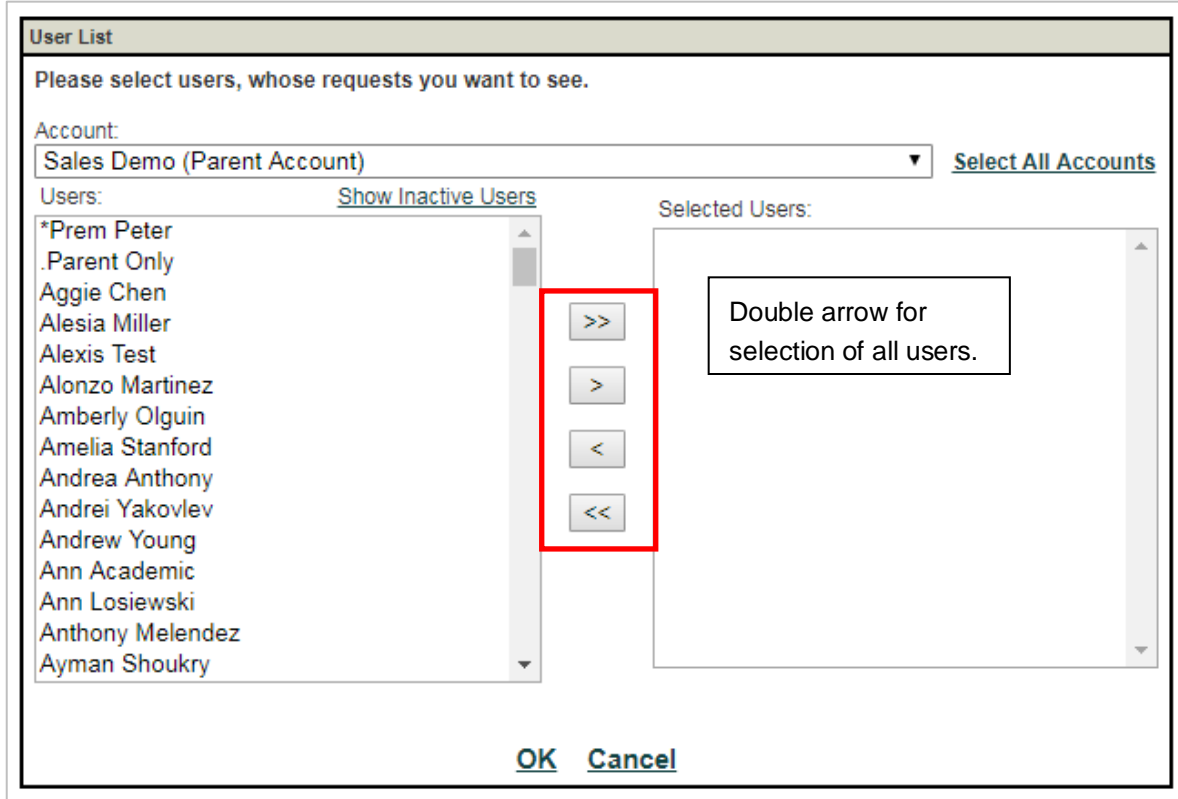 User List
Please select users, whose requests you want to see.
Account:
Sales Demo (Parent Account)
Select All Accounts
Users:
Show Inactive Users
*Prem Peter
.Parent Only
Aggie Chen
Alesia Miller
Alexis Test
Alonzo Martinez
Amberly Olguin
Amelia Stanford
Andrea Anthony
Andrei Yakovlev
Andrew Young
Ann Academic
Ann Losiewski
Anthony Melendez
Ayman Shoukry
>>
>
<
<<
Selected Users:
Double arrow for
selection of all users.
OK
Cancel